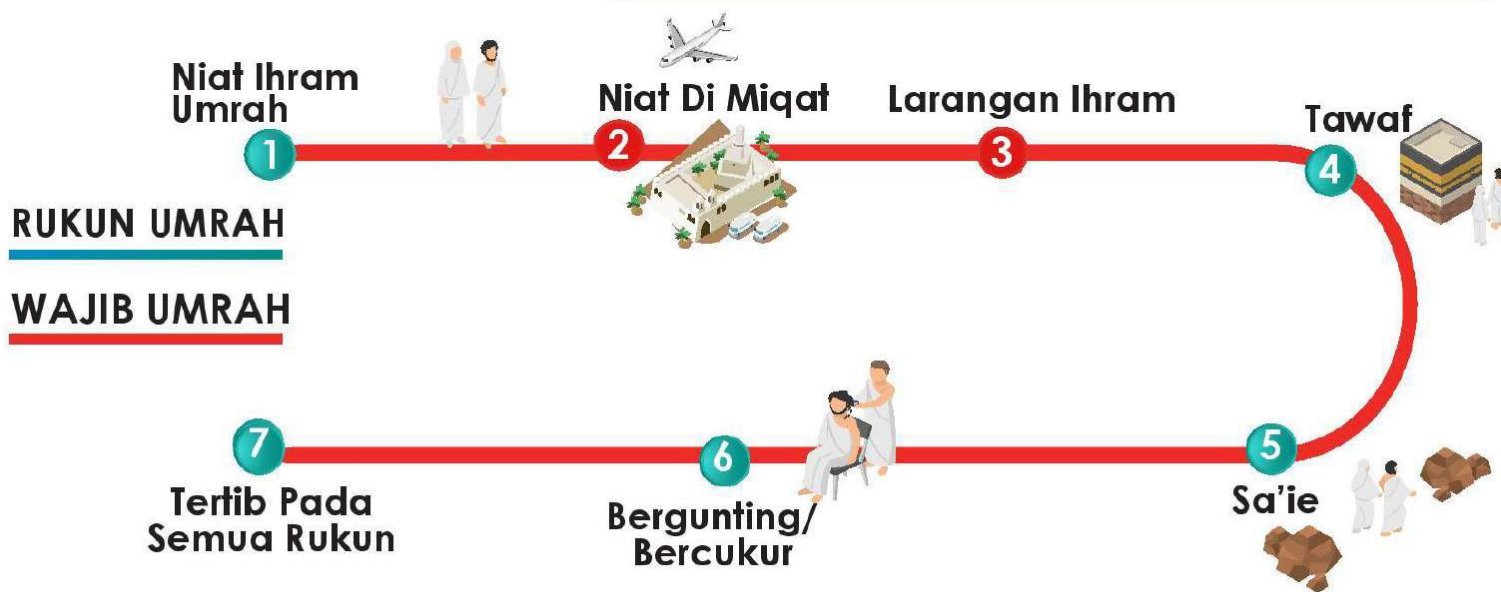 Niat Ihram
Umrah
1
Niat Di Miqat
2
Larangan Ihram
3
Tawaf
4
RUKUN UMRAH
WAJIB UMRAH
5
Sa'ie
6
Bergunting/
Bercukur
7
Tertib Pada
Semua Rukun